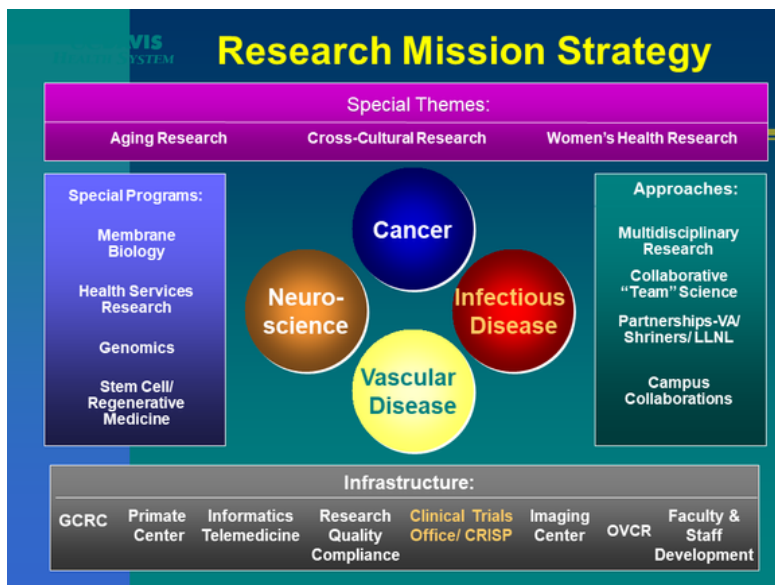 VIS
HEALTH SYSTEM
Research Mission Strategy
Special Themes:
Aging Research Cross-Cultural Research Women's Health Research
Special Programs:
Membrane
Biology
Health Services
Research
Genomics
Stem Cell/
Regenerative
Medicine
Cancer
Neuro-
science
Infectious
Disease
Vascular
Disease
Approaches:
Multidisciplinary
Research
Collaborative
“Team” Science
Partnerships-VA/
Shriners/ LLNL
Campus
Collaborations
Infrastructure:
GCRC
Primate
Center
Informatics
Telemedicine
Research
Quality
Compliance
Clinical Trials
Office/ CRISP
Imaging
Center
OVCR
Faculty &
Staff
Development